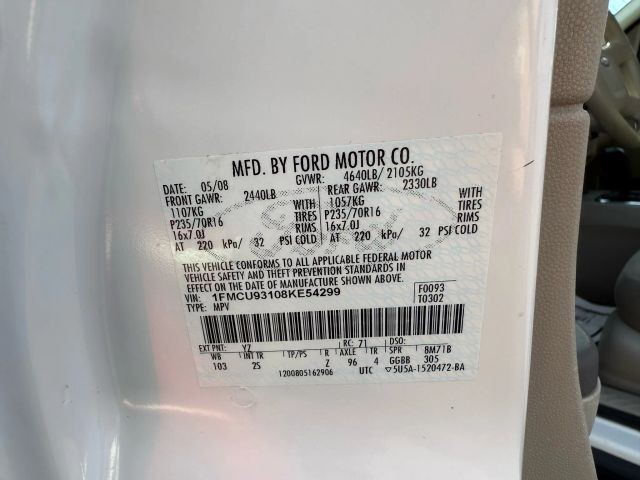 MFD. BY FORD MOTOR CO.
DATE: 05/08 GVWR: 4640LB/ 2105KG
FRONT GAWR: 2440LB REAR GAWR: 2330LB
1107KG WITH 1057KG WITH
P235/70R16 TIRES P235/70R16 TIRES
16x7.0J RIMS 16x7.0J RIMS
AT 220 kPa/ 32 PSI COLD AT 220 kPa/ 32 PSI COLD
THIS VEHICLE CONFORMS TO ALL APPLICABLE FEDERAL MOTOR
VEHICLE SAFETY AND THEFT PREVENTION STANDARDS IN
EFFECT ON THE DATE OF MANUFACTURE SHOWN ABOVE.
1FMCU93108KE54299 F0093
TYPE: MPV T0302
EXT PNT: YZ RC: 71 DSO:
WB INT TR TP/PS R AXLE TR SPR 8M71B
103 2S Z 96 4 GGBB 305
1200805162906 UTC ▽5U5A-1520472-BA